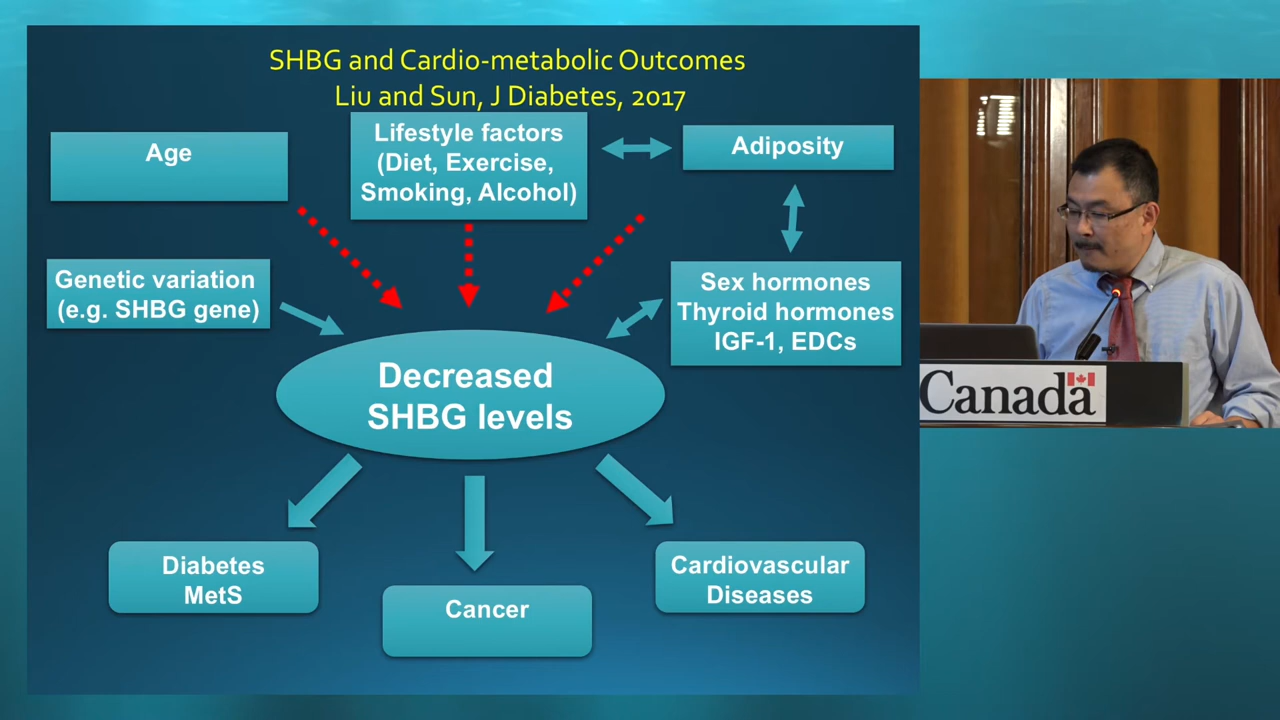 SHBG and Cardio-metabolic Outcomes
Liu and Sun, J Diabetes, 2017
Age
Lifestyle factors
(Diet, Exercise,
Smoking, Alcohol)
Adiposity
Genetic variation
(e.g. SHBG gene)
Sex hormones
Thyroid hormones
IGF-1, EDCs
Decreased
SHBG levels
Diabetes
MetS
Cancer
Cardiovascular
Diseases
Canada